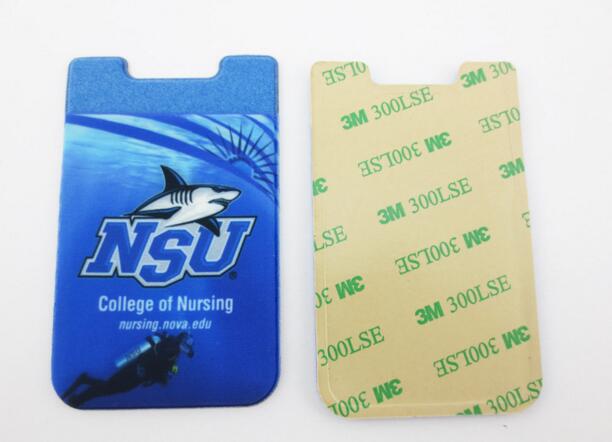 NSU®
College of Nursing
nursing.nova.edu
3M 300LSE
3M 300LSE
3M 300LSE
3M 300LSE
3M 300LSE
3M 300LSE